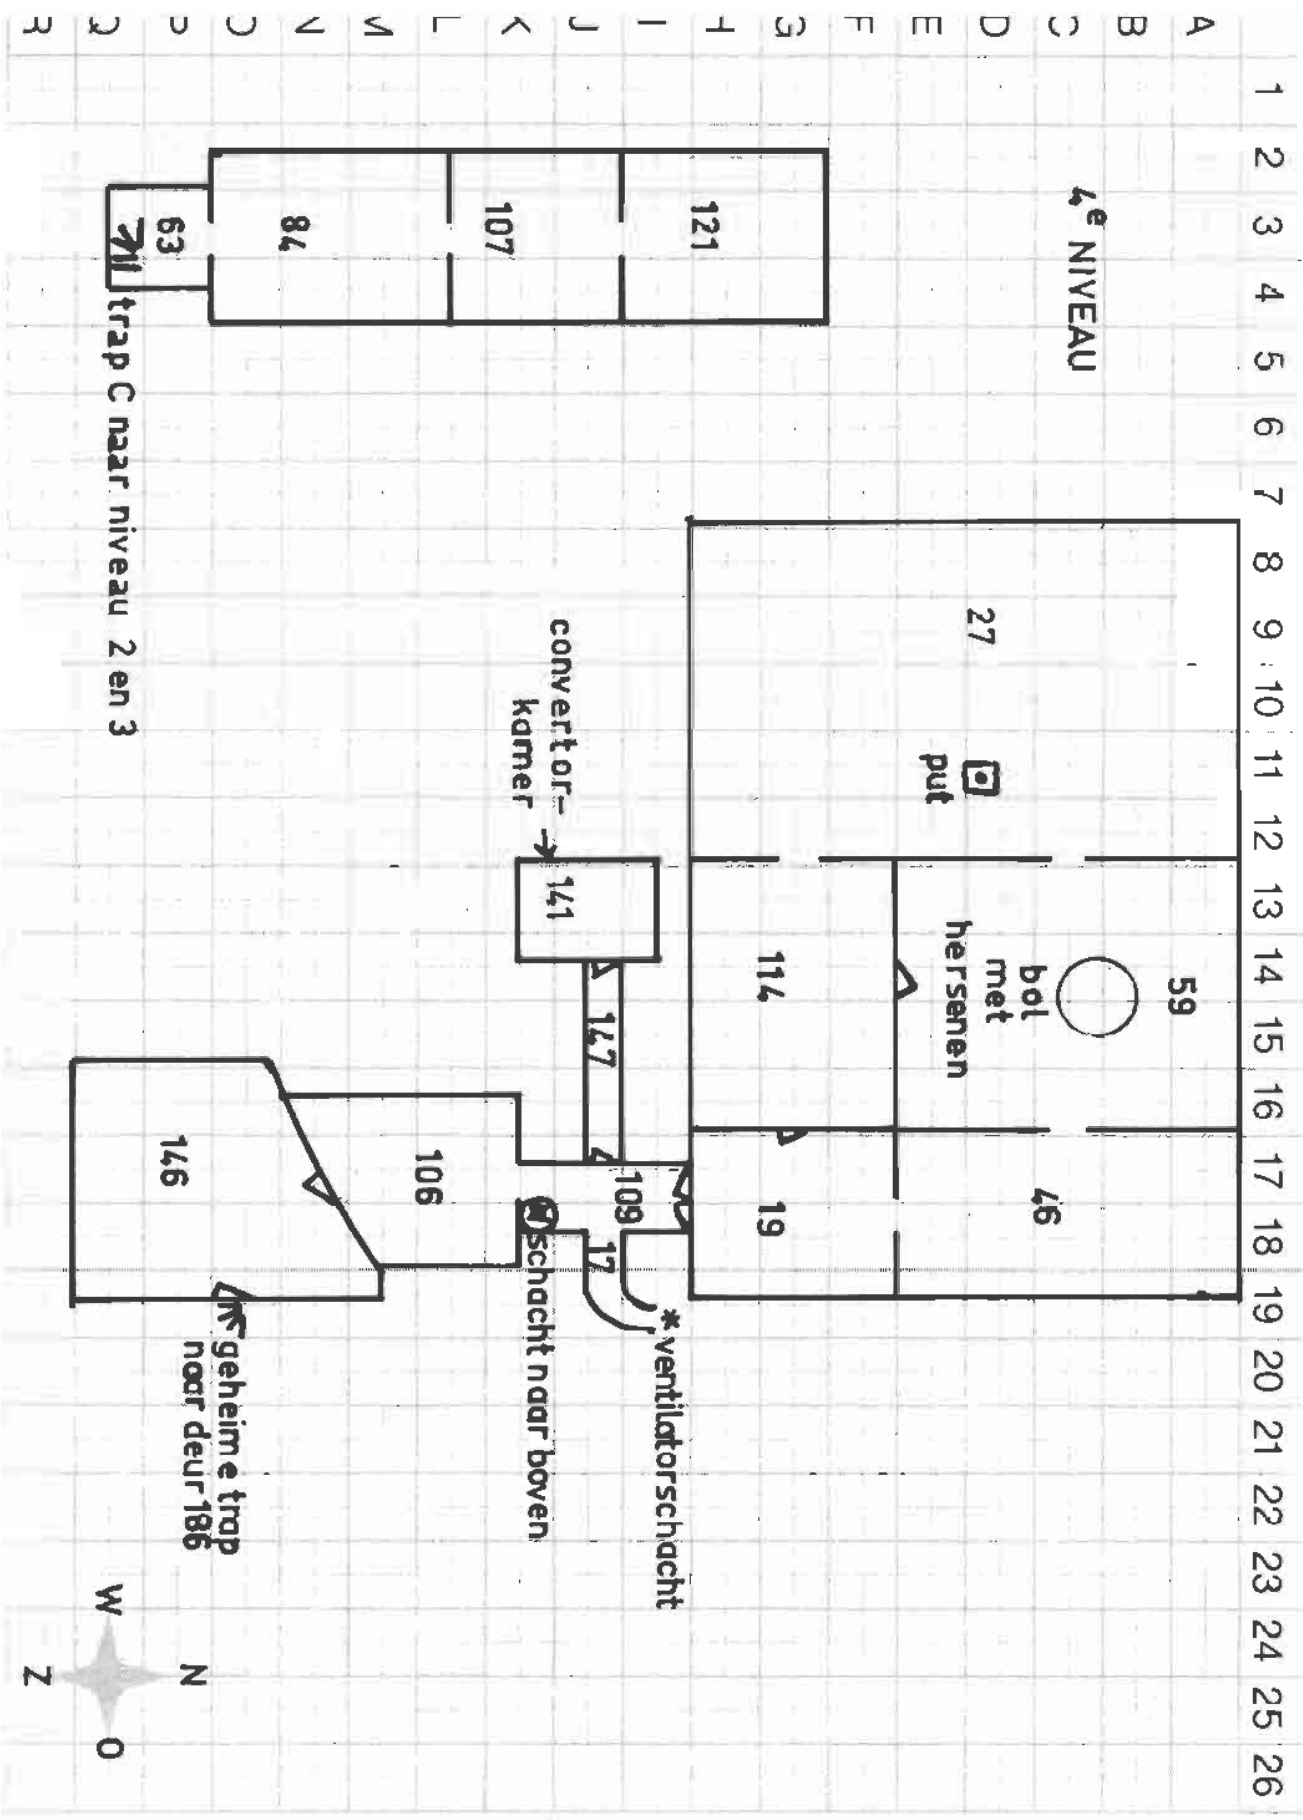 1 2 3 4 5 6 7 8 9 10 11 12 13 14 15 16 17 18 19 20 21 22 23 24 25 26
A
B
C
D
E
F
G
H
I
J
K
L
M
N
O
P
Q
R
4e NIVEAU
59
bol
met
hersenen
46
27
put
114
19
121
107
84
63
trap C naar niveau 2 en 3
convertor-
kamer
141
147
109
17
* ventilatorschacht
schacht naar boven
106
146
geheime trap
naar deur 186
N
W
O
Z